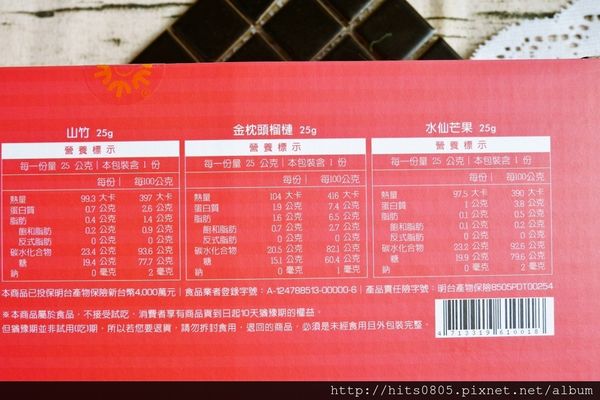 山竹 25g
營養標示
每一份量 25 公克｜本包裝含 1 份
每份｜ 每100公克
熱量 99.3 大卡 397 大卡
蛋白質 0.7 公克 2.6 公克
脂肪 0.4 公克 1.4 公克
飽和脂肪 0.2 公克 0.9 公克
反式脂肪 0 公克 0 公克
碳水化合物 23.4 公克 93.6 公克
糖 19.4 公克 77.7 公克
鈉 0 毫克 2 毫克
金枕頭榴槤 25g
營養標示
每一份量 25 公克｜本包裝含 1 份
每份｜ 每100公克
熱量 104 大卡 416 大卡
蛋白質 1.9 公克 7.4 公克
脂肪 1.6 公克 6.5 公克
飽和脂肪 0.7 公克 2.7 公克
反式脂肪 0 公克 0 公克
碳水化合物 20.5 公克 82.1 公克
糖 15.1 公克 60.4 公克
鈉 0 毫克 1 毫克
水仙芒果 25g
營養標示
每一份量 25 公克｜本包裝含 1 份
每份｜ 每100公克
熱量 97.5 大卡 390 大卡
蛋白質 1 公克 3.8 公克
脂肪 0.1 公克 0.5 公克
飽和脂肪 0.1 公克 0.2 公克
反式脂肪 0 公克 0 公克
碳水化合物 23.2 公克 92.6 公克
糖 19.9 公克 79.6 公克
鈉 0 毫克 2 毫克
本商品已投保明台產物保險新台幣4,000萬元｜食品業者登錄字號：A-124788513-00000-6｜產品責任險字號：明台產物保險8505PDT00254
※本商品屬於食品，不接受試吃，消費者享有商品貨到日起10天猶豫期的權益。
但猶豫期並非試用(吃)期，所以若您要退貨，請勿拆封食用，退回的商品，必須是未經食用且外包裝完整。
4 713319 610018
http://hits0805.pixnet.net/album